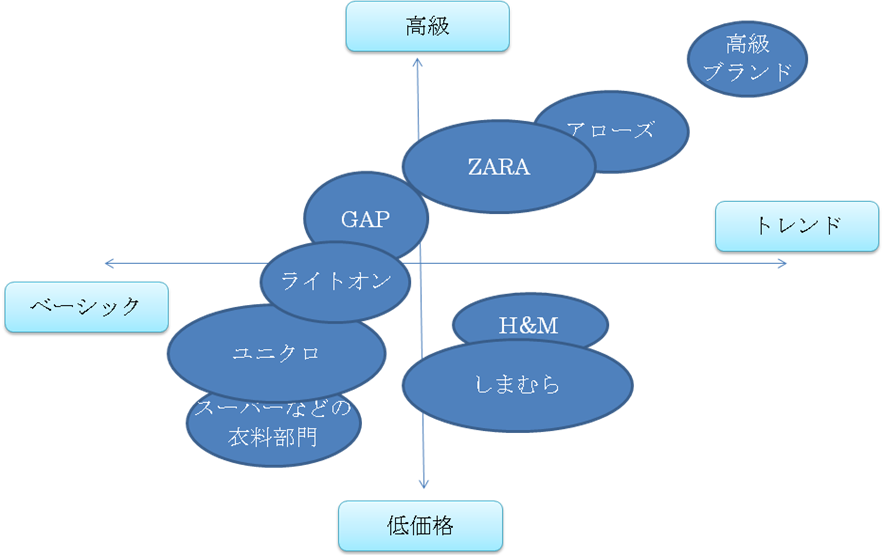 高級
高級
ブランド
アローズ
ZARA
GAP
トレンド
ライトオン
ベーシック
H&M
ユニクロ
しまむら
スーパーなどの
衣料部門
低価格